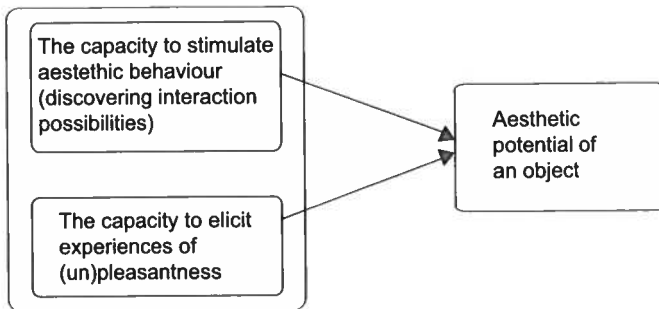 The capacity to stimulate
aestethic behaviour
(discovering interaction
possibilities)
The capacity to elicit
experiences of
(un)pleasantness
Aesthetic
potential of
an object